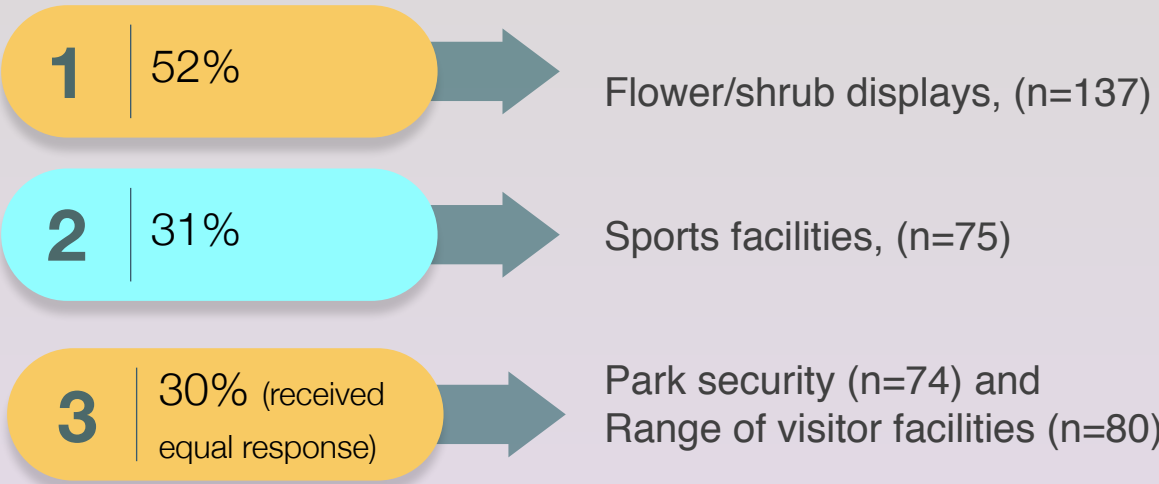 1
52%
Flower/shrub displays, (n=137)
2
31%
Sports facilities, (n=75)
3
30% (received
equal response)
Park security (n=74) and
Range of visitor facilities (n=80)